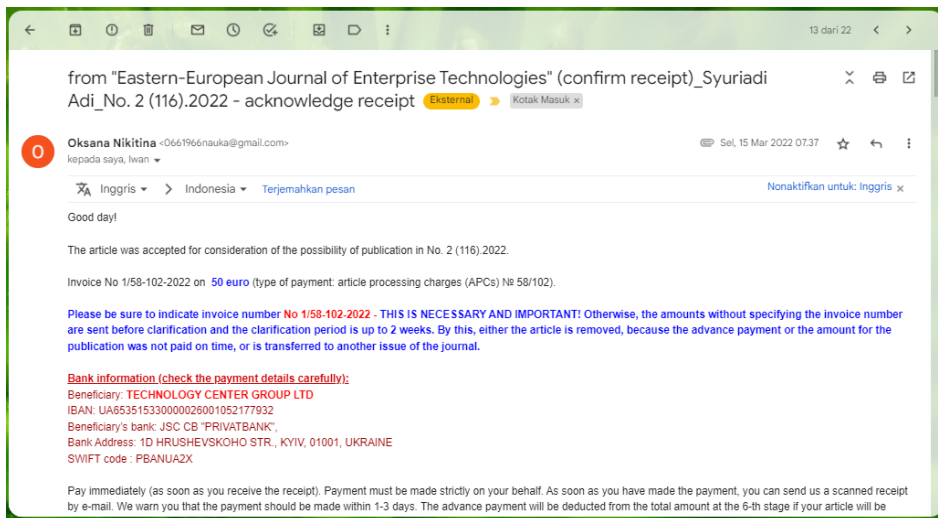 13 dari 22
from "Eastern-European Journal of Enterprise Technologies" (confirm receipt)_Syuriadi
Adi_No. 2 (116).2022 - acknowledge receipt Eksternal Kotak Masuk ×
O
Oksana Nikitina <0661966nauka@gmail.com>
Sel, 15 Mar 2022 07.37
kepada saya, Iwan
Inggris > Indonesia Terjemahkan pesan
Nonaktifkan untuk: Inggris ×
Good day!
The article was accepted for consideration of the possibility of publication in No. 2 (116).2022.
Invoice No 1/58-102-2022 on 50 euro (type of payment: article processing charges (APCs) № 58/102).
Please be sure to indicate invoice number No 1/58-102-2022 - THIS IS NECESSARY AND IMPORTANT! Otherwise, the amounts without specifying the invoice number
are sent before clarification and the clarification period is up to 2 weeks. By this, either the article is removed, because the advance payment or the amount for the
publication was not paid on time, or is transferred to another issue of the journal.
Bank information (check the payment details carefully):
Beneficiary: TECHNOLOGY CENTER GROUP LTD
IBAN: UA653515330000026001052177932
Beneficiary's bank: JSC CB "PRIVATBANK",
Bank Address: 1D HRUSHEVSKOHO STR., KYIV, 01001, UKRAINE
SWIFT code : PBANUA2X
Pay immediately (as soon as you receive the receipt). Payment must be made strictly on your behalf. As soon as you have made the payment, you can send us a scanned receipt
by e-mail. We warn you that the payment should be made within 1-3 days. The advance payment will be deducted from the total amount at the 6-th stage if your article will be